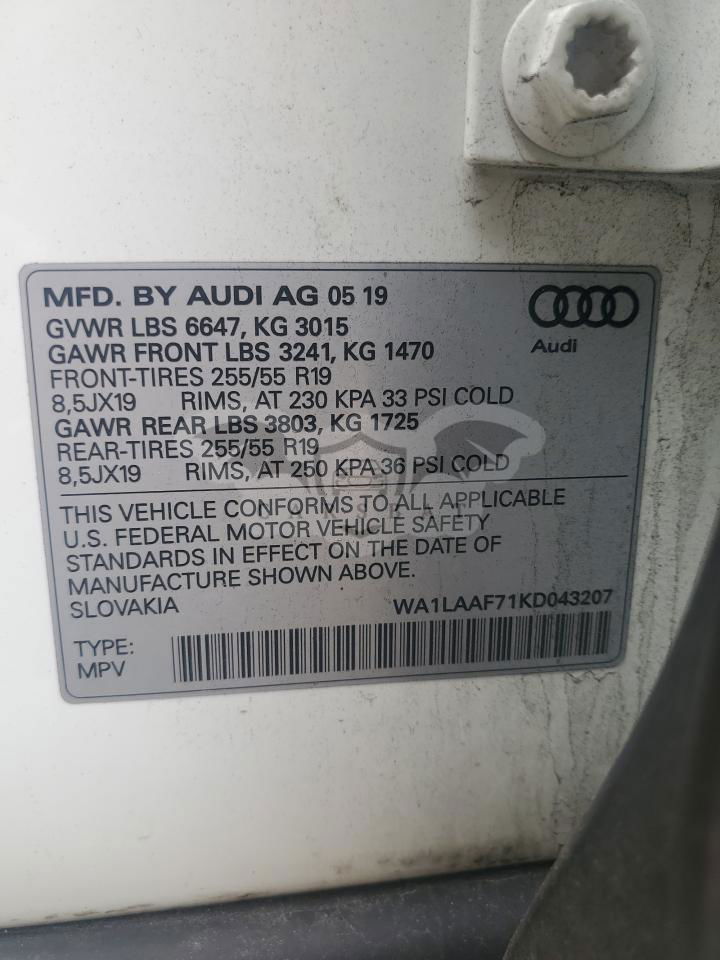 MFD. BY AUDI AG 05 19
GVWR LBS 6647, KG 3015
GAWR FRONT LBS 3241, KG 1470
FRONT-TIRES 255/55 R19
8,5JX19 RIMS, AT 230 KPA 33 PSI COLD
GAWR REAR LBS 3803, KG 1725
REAR-TIRES 255/55 R19
8,5JX19 RIMS, AT 250 KPA 36 PSI COLD
Audi
THIS VEHICLE CONFORMS TO ALL APPLICABLE
U.S. FEDERAL MOTOR VEHICLE SAFETY
STANDARDS IN EFFECT ON THE DATE OF
MANUFACTURE SHOWN ABOVE.
SLOVAKIA WA1LAAF71KD043207
TYPE:
MPV